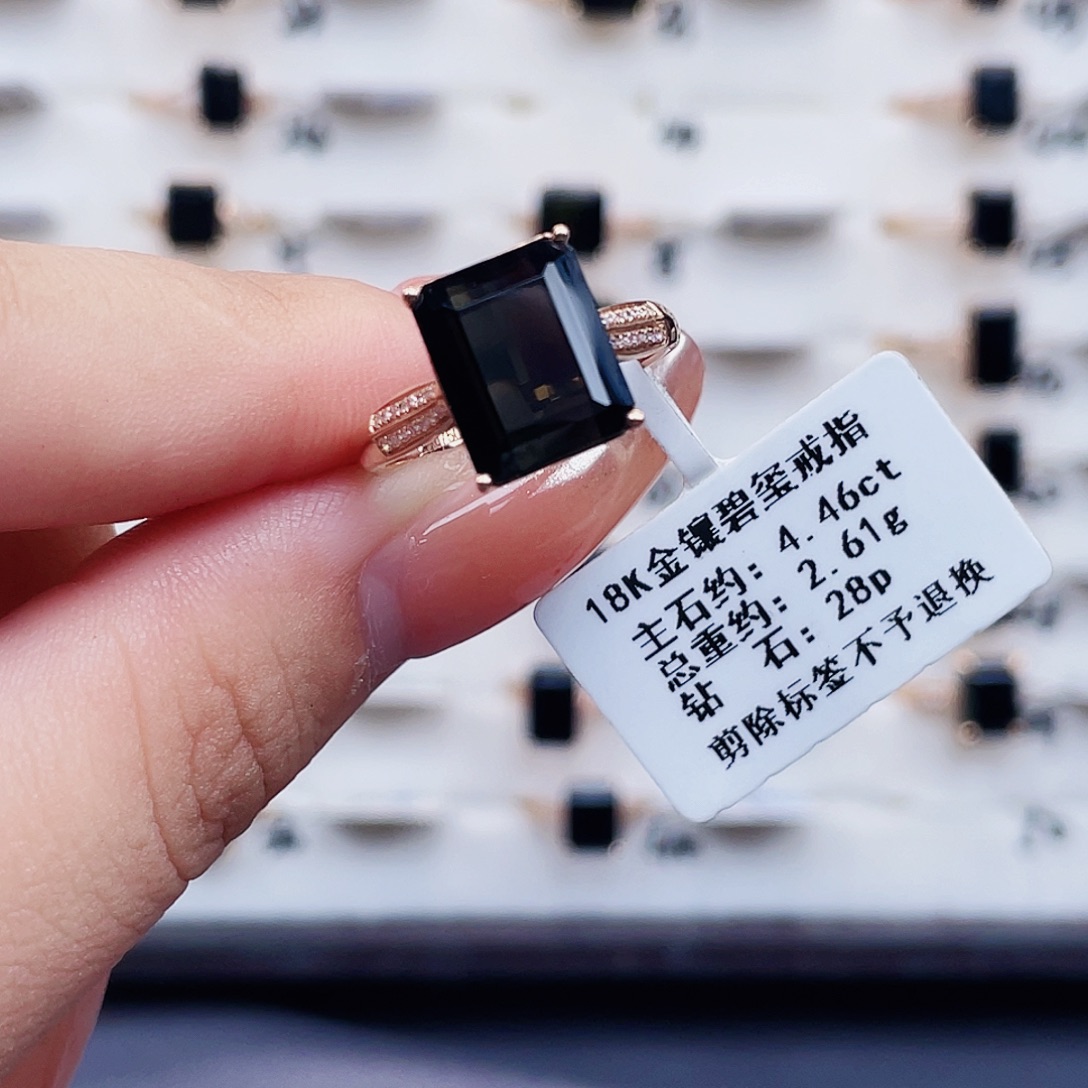 18K金镶碧玺戒指
主石约: 4.46ct
总重约: 2.61g
钻 石: 28p
剪除标签不予退换